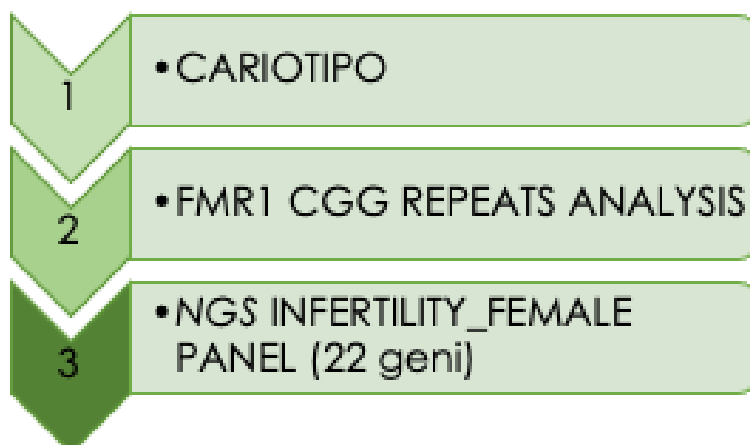 1
•CARIOTIPO
2
•FMR1 CGG REPEATS ANALYSIS
3
•NGS INFERTILITY_FEMALE
PANEL (22 geni)